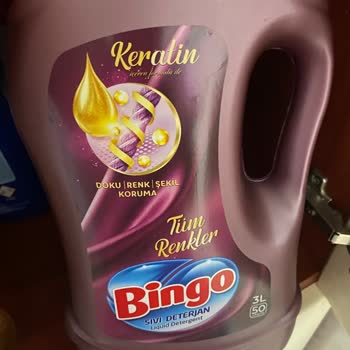 Keratin
içeren formülü ile
DOKU | RENK | ŞEKİL
KORUMA
Tüm
Renkler
Bingo
SIVI DETERJAN
Liquid Detergent
3L
50